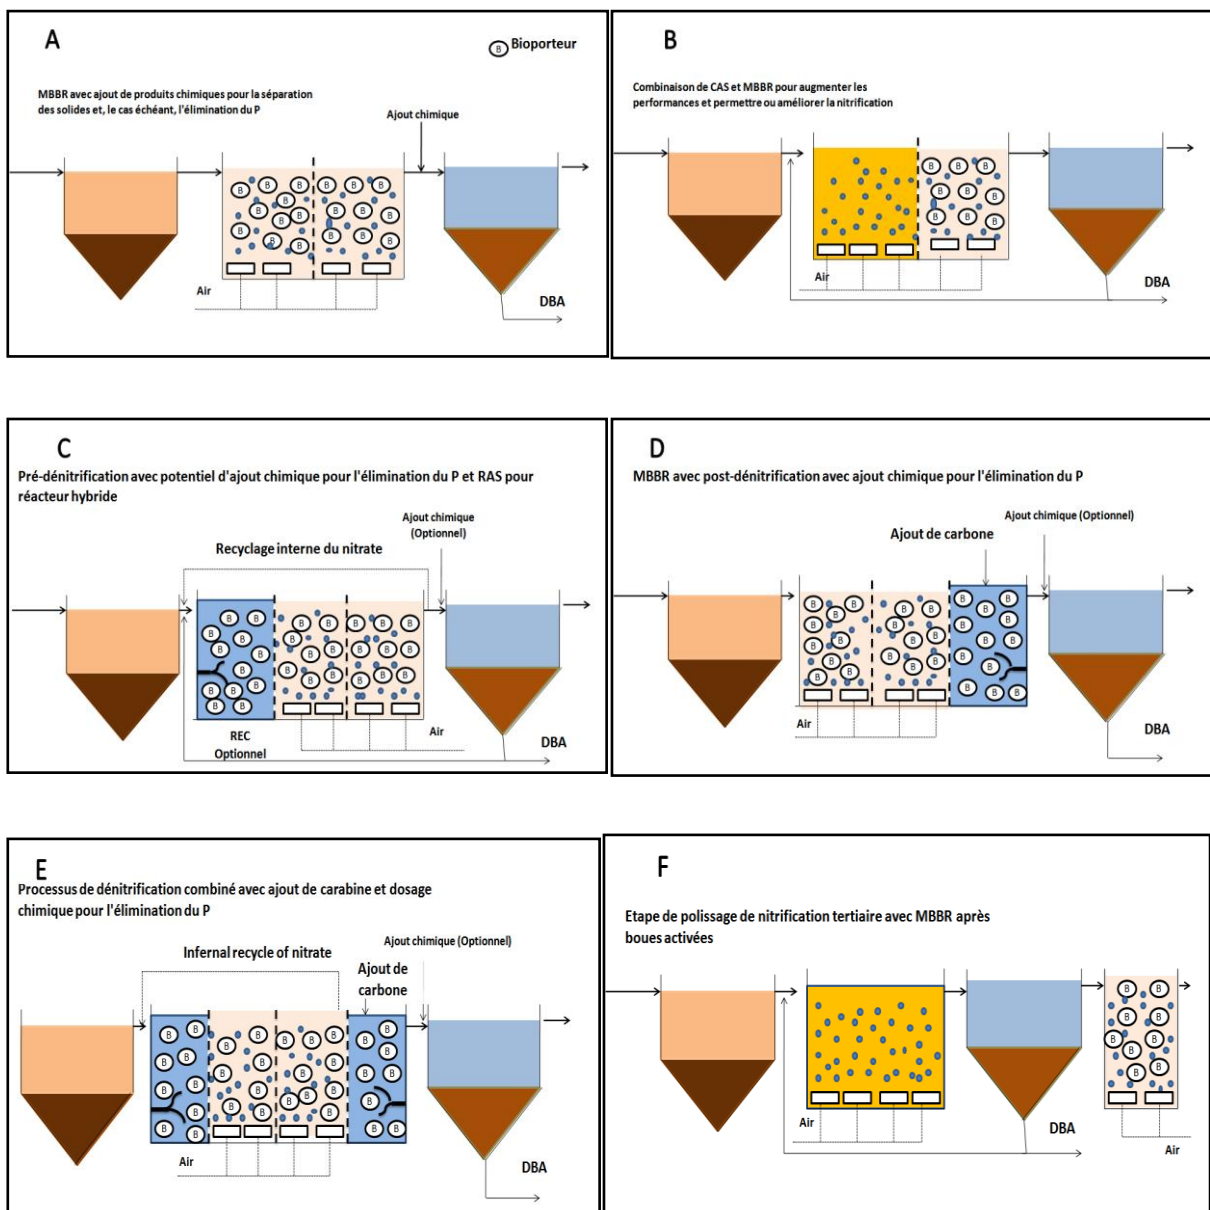 A
B Bioporteur
MBBR avec ajout de produits chimiques pour la séparation
des solides et, le cas échéant, l'élimination du P
Ajout chimique
B B B B B B B B B B B B B B B B B B
Air
DBA
B
Combinaison de CAS et MBBR pour augmenter les
performances et permettre ou améliorer la nitrification
B B B B B B B B B B
Air
DBA
C
Pré-dénitrification avec potentiel d'ajout chimique pour l'élimination du P et RAS pour
réacteur hybride
Ajout chimique
(Optionnel)
Recyclage interne du nitrate
B B B B B B B B B B B B B B B B B B B B B B B B B B B
REC
Optionnel
Air
DBA
D
MBBR avec post-dénitrification avec ajout chimique pour l'élimination du P
Ajout chimique (Optionnel)
Ajout de carbone
B B B B B B B B B B B B B B B B B B B B B B B B B B B
Air
DBA
E
Processus de dénitrification combiné avec ajout de carabine et dosage
chimique pour l'élimination du P
Ajout chimique (Optionnel)
Infernal recycle of nitrate
Ajout de
carbone
B B B B B B B B B B B B B B B B B B B B B B B B B B B B B B
Air
DBA
F
Etape de polissage de nitrification tertiaire avec MBBR après
boues activées
B B B B B B B B B
Air
DBA
Air